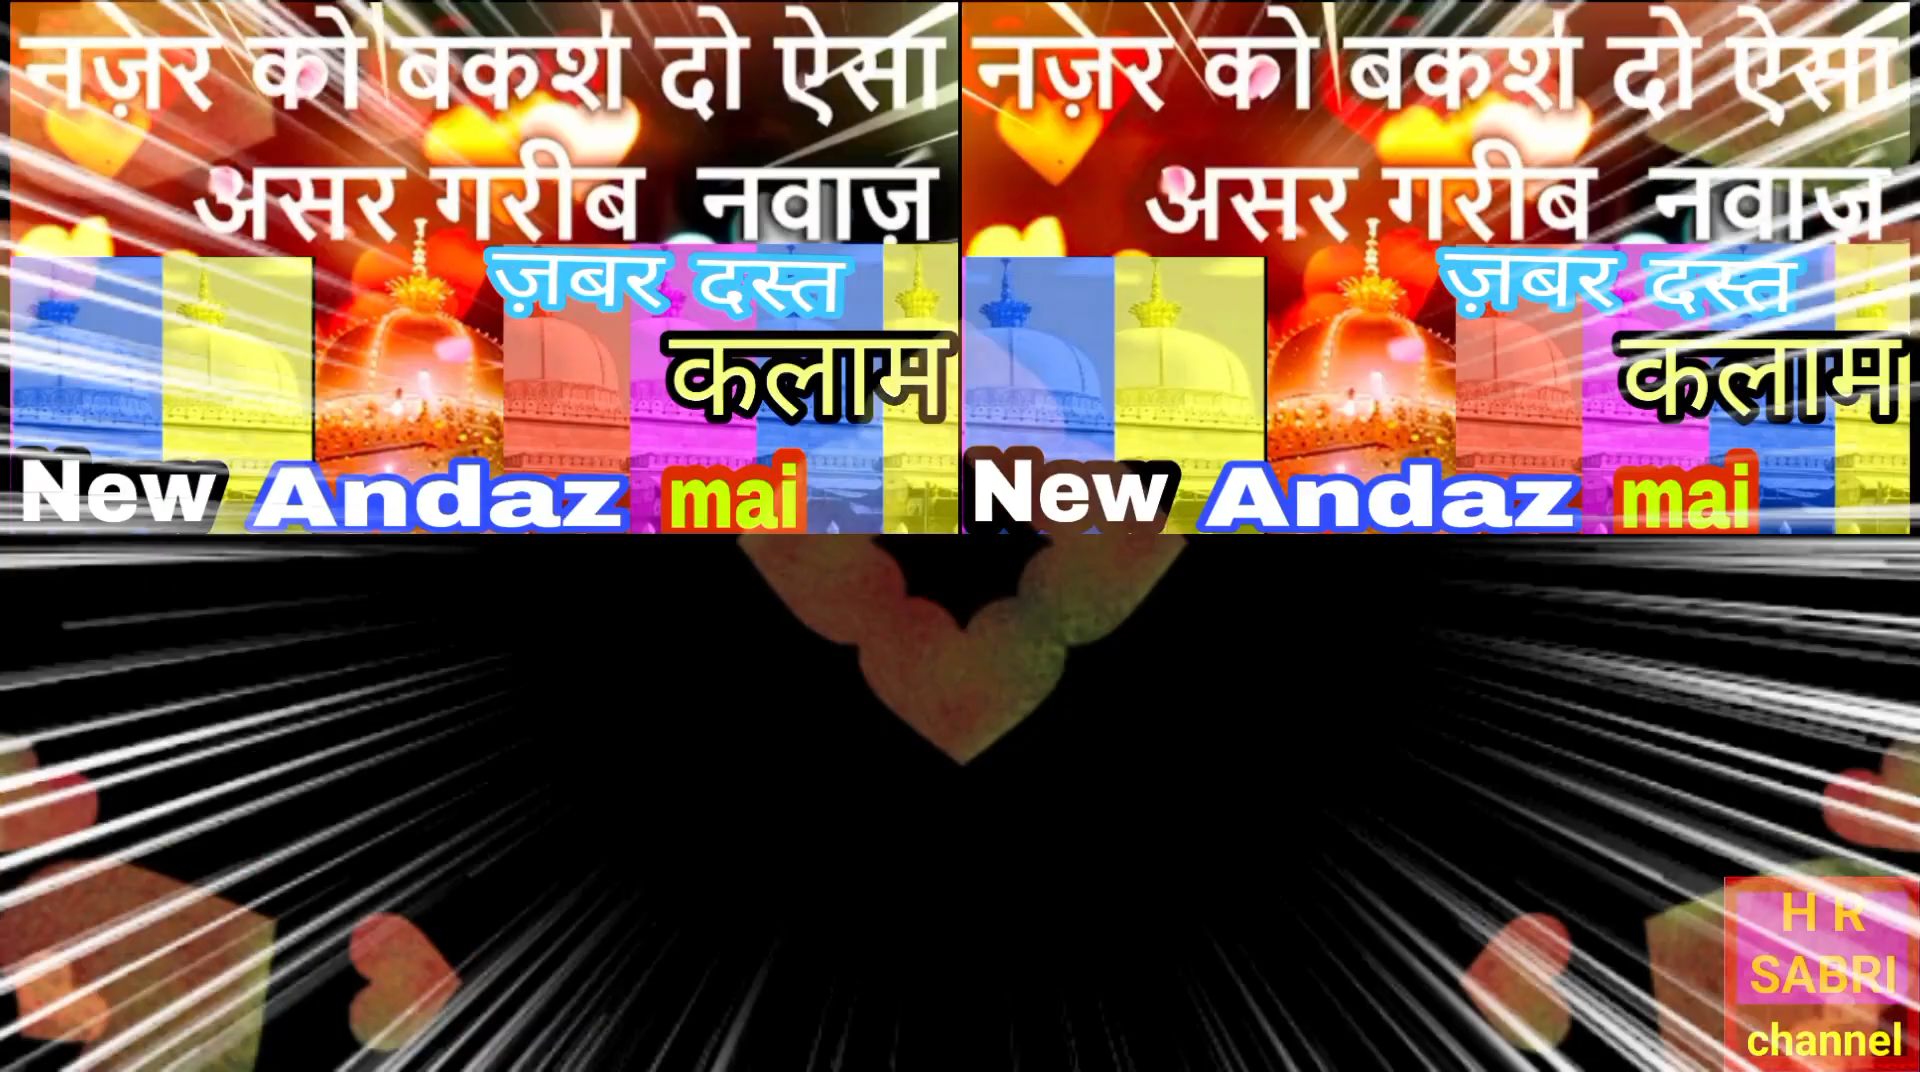 नज़र को बकश दो ऐसा
असर गरीब नवाज़
ज़बर दस्त
कलाम
New Andaz mai
नज़र को बकश दो ऐसा
असर गरीब नवाज़
ज़बर दस्त
कलाम
New Andaz mai
H R
SABRI
channel